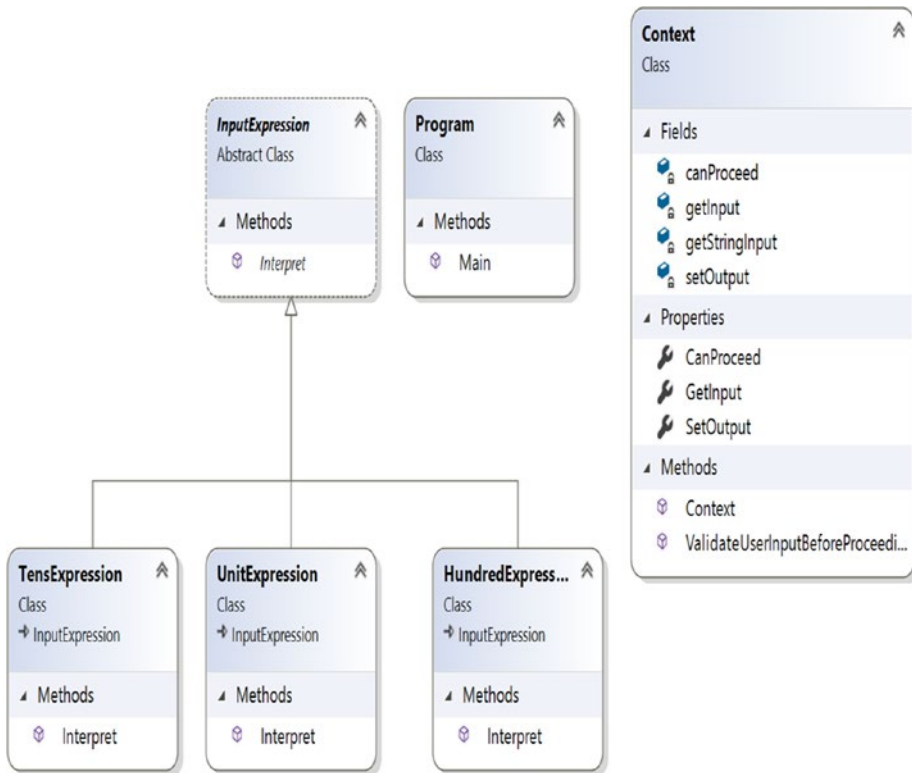 InputExpression
Abstract Class
Methods
Interpret
Program
Class
Methods
Main
Context
Class
Fields
canProceed
getInput
getStringInput
setOutput
Properties
CanProceed
GetInput
SetOutput
Methods
Context
ValidateUserInputBeforeProceedi...
TensExpression
Class
InputExpression
Methods
Interpret
UnitExpression
Class
InputExpression
Methods
Interpret
HundredExpress...
Class
InputExpression
Methods
Interpret